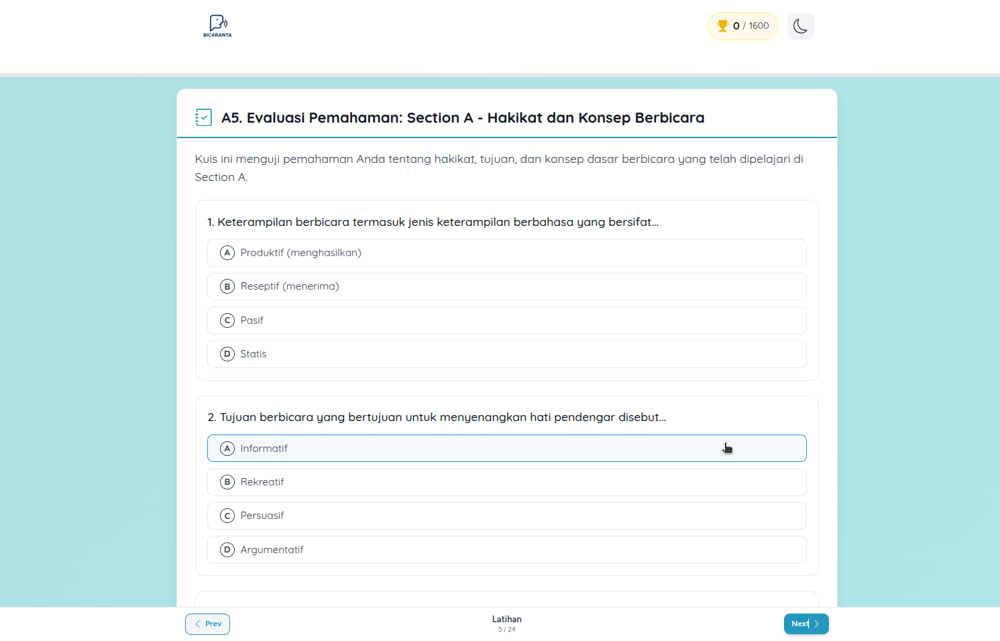 BICARANTA
0 / 1600
A5. Evaluasi Pemahaman: Section A - Hakikat dan Konsep Berbicara
Kuis ini menguji pemahaman Anda tentang hakikat, tujuan, dan konsep dasar berbicara yang telah dipelajari di
Section A.
1. Keterampilan berbicara termasuk jenis keterampilan berbahasa yang bersifat...
A Produktif (menghasilkan)
B Reseptif (menerima)
C Pasif
D Statis
2. Tujuan berbicara yang bertujuan untuk menyenangkan hati pendengar disebut...
A Informatif
B Rekreatif
C Persuasif
D Argumentatif
Prev
Latihan
5 / 24
Next